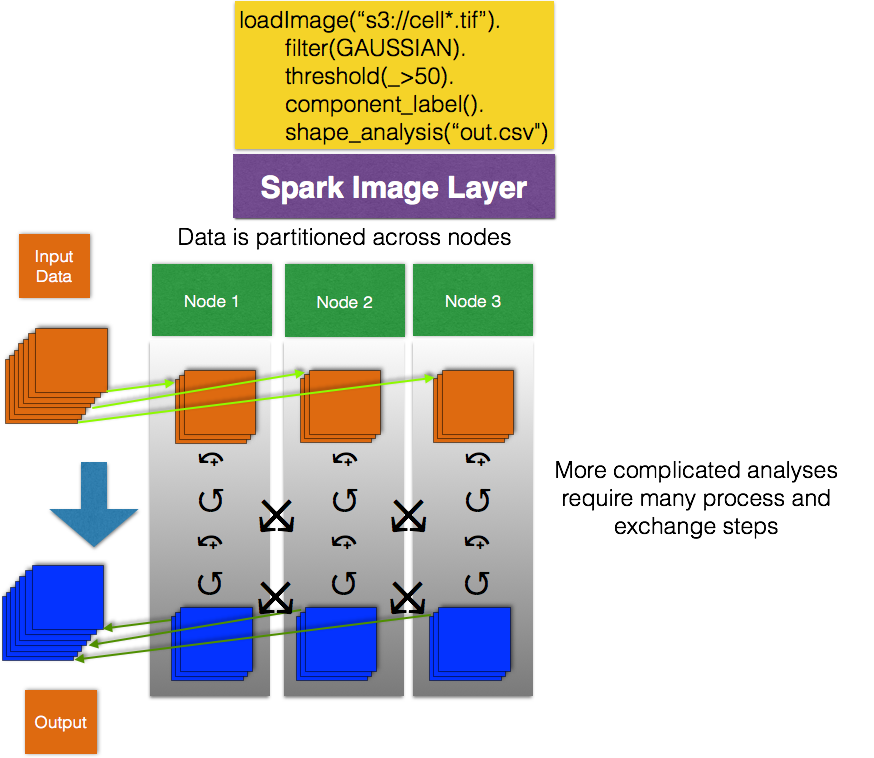 loadImage(“s3://cell*.tif”).
filter(GAUSSIAN).
threshold(_>50).
component_label().
shape_analysis(“out.csv")
Spark Image Layer
Data is partitioned across nodes
Input
Data
Node 1
Node 2
Node 3
More complicated analyses
require many process and
exchange steps
Output